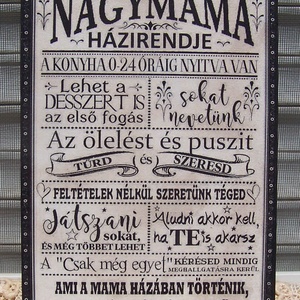 NAGYMAMA
HÁZIRENDJE
A KONYHA 0-24 ÓRÁIG NYITVA VAN
Lehet a
DESSZERT IS
az első fogás
sokat
nevetünk
Az ölelést és puszit
TŰRD és SZERESD
FELTÉTELEK NÉLKÜL SZERETÜNK TÉGED
Játszani
sokat,
ÉS MÉG TÖBBET LEHET
Aludni akkor kell,
ha TE is akarsz
A "Csak még egyet" KÉRÉSED MINDIG
MEGHALLGATÁSRA KERÜL
AMI A MAMA HÁZÁBAN TÖRTÉNIK,